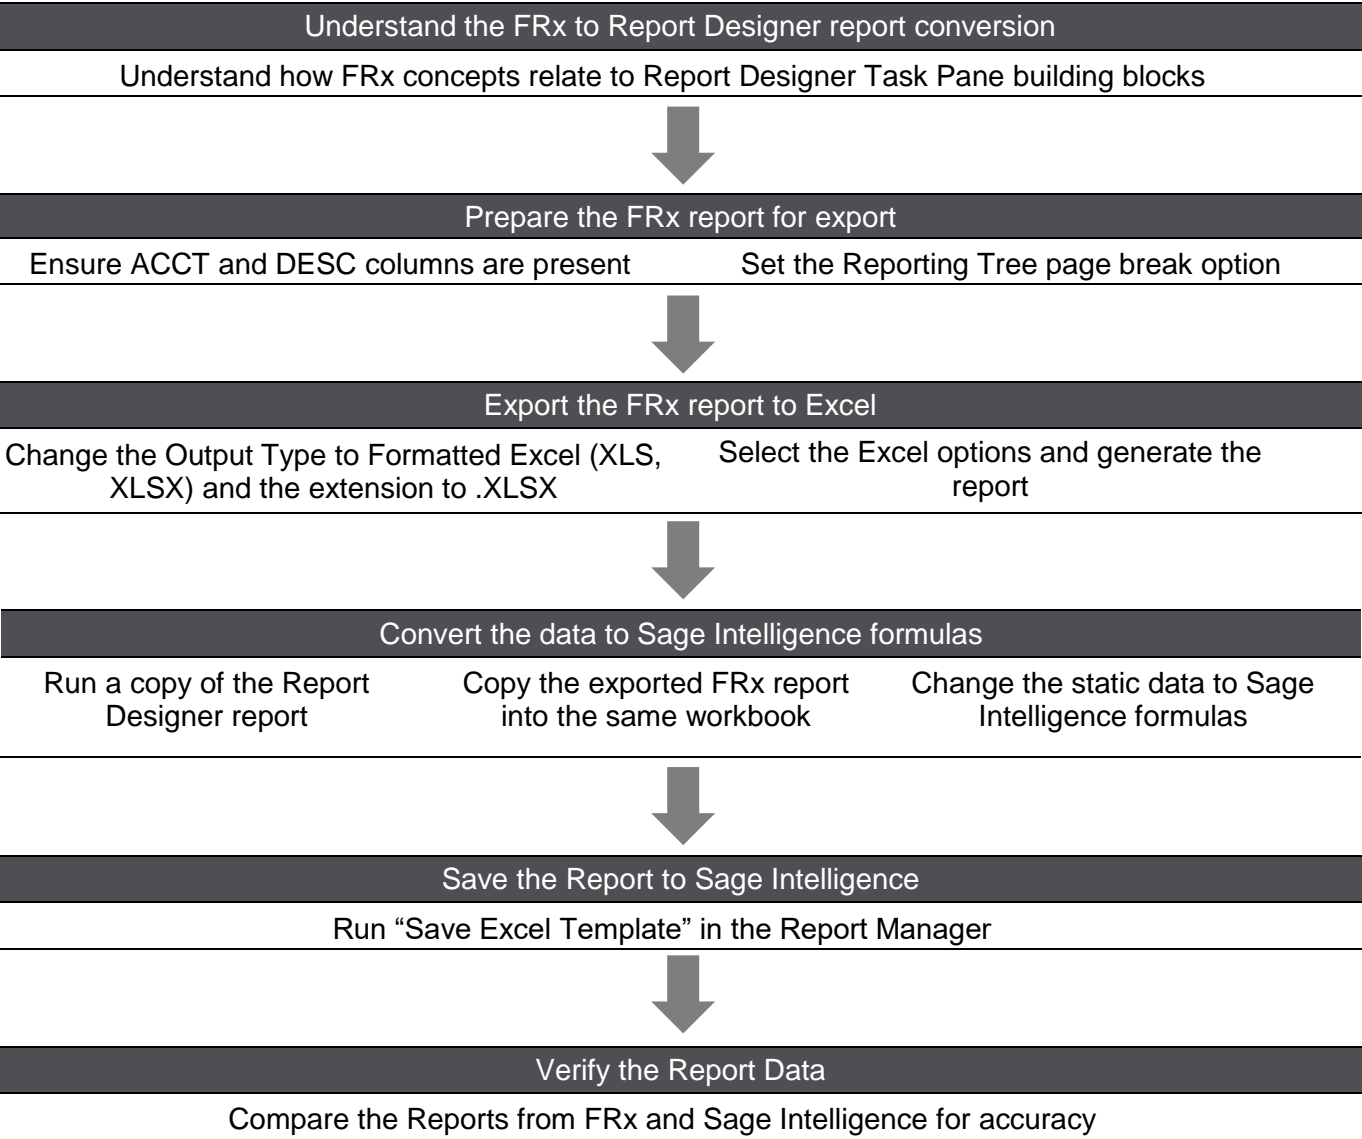 Understand the FRx to Report Designer report conversion
Understand how FRx concepts relate to Report Designer Task Pane building blocks
Prepare the FRx report for export
Ensure ACCT and DESC columns are present
Set the Reporting Tree page break option
Export the FRx report to Excel
Change the Output Type to Formatted Excel (XLS,
XLSX) and the extension to .XLSX
Select the Excel options and generate the
report
Convert the data to Sage Intelligence formulas
Run a copy of the Report
Designer report
Copy the exported FRx report
into the same workbook
Change the static data to Sage
Intelligence formulas
Save the Report to Sage Intelligence
Run “Save Excel Template” in the Report Manager
Verify the Report Data
Compare the Reports from FRx and Sage Intelligence for accuracy